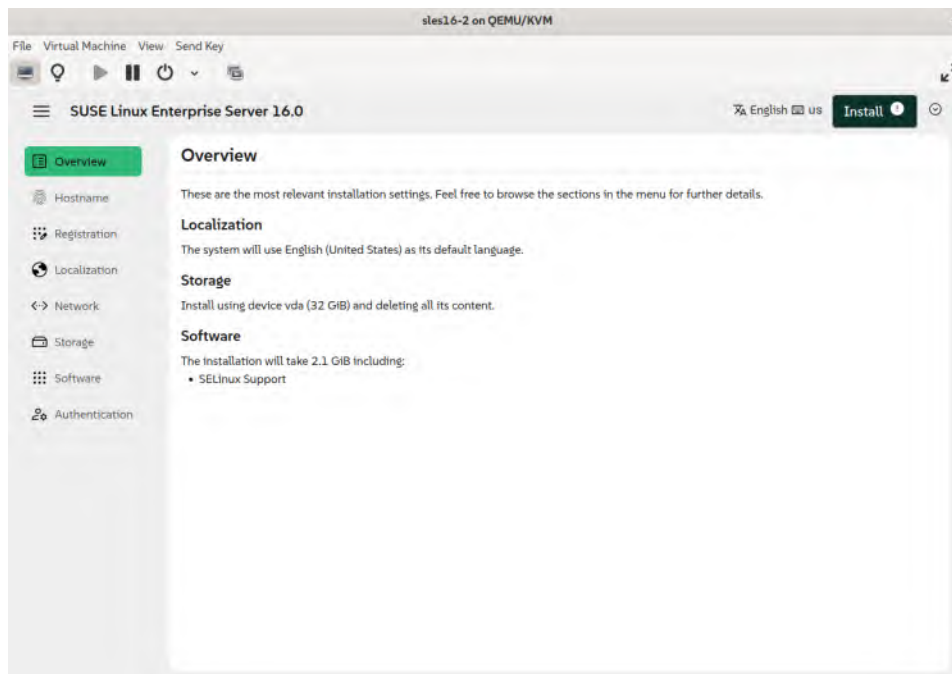 sles16-2 on QEMU/KVM
File Virtual Machine View Send Key
SUSE Linux Enterprise Server 16.0
English us Install
Overview
Hostname
Registration
Localization
Network
Storage
Software
Authentication
Overview
These are the most relevant installation settings. Feel free to browse the sections in the menu for further details.
Localization
The system will use English (United States) as its default language.
Storage
Install using device vda (32 GiB) and deleting all its content.
Software
The installation will take 2.1 GiB including:
• SELinux Support